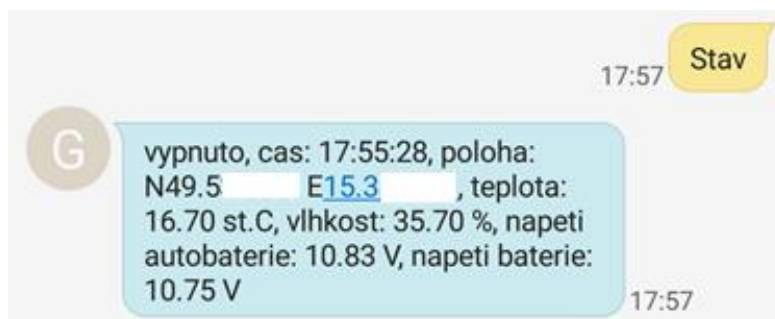 Stav
17:57
G
vypnuto, cas: 17:55:28, poloha:
N49.5 E15.3 , teplota:
16.70 st.C, vlhkost: 35.70 %, napeti
autobaterie: 10.83 V, napeti baterie:
10.75 V
17:57